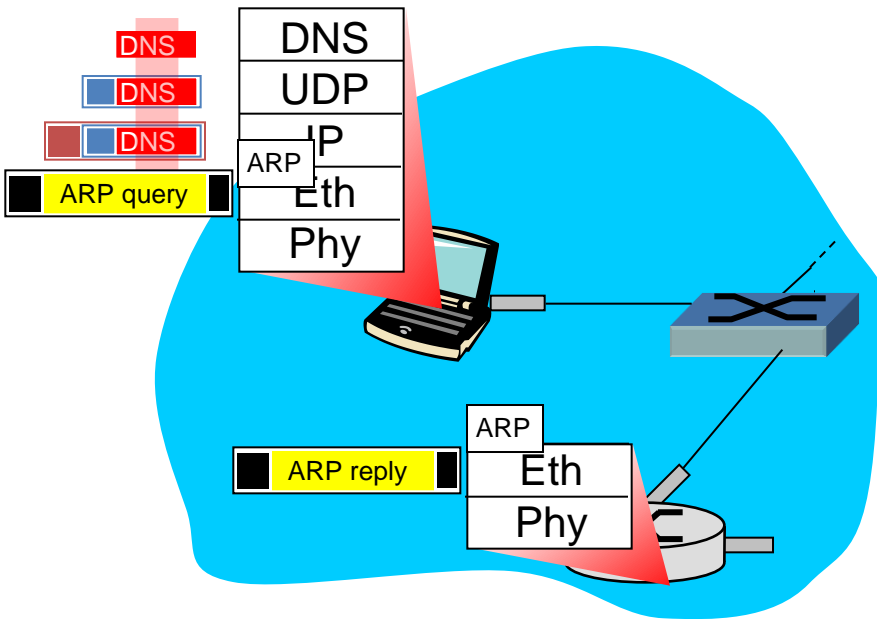 DNS
DNS
DNS
ARP query
DNS
UDP
IP
ARP
Eth
Phy
ARP
ARP reply
Eth
Phy